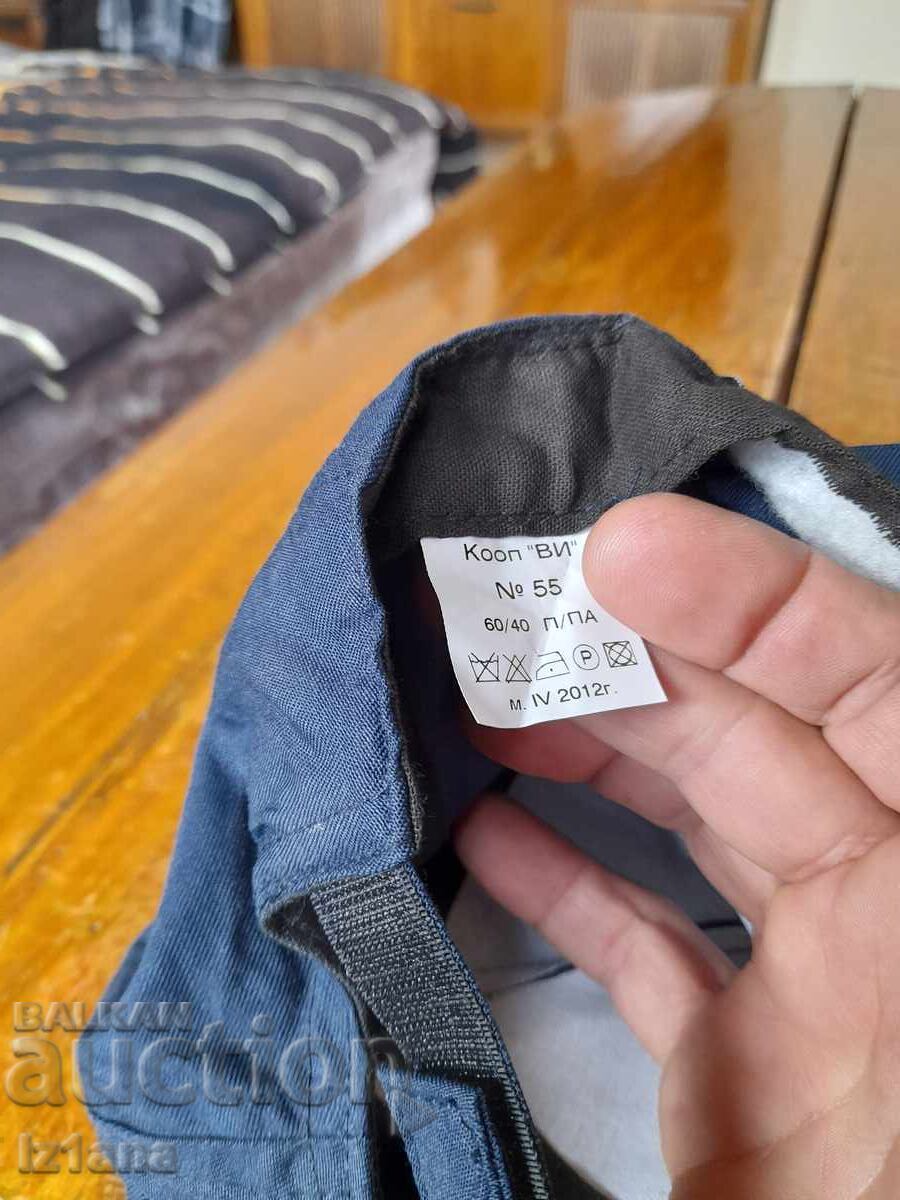 Кооп "ВИ"
№ 55
60/40 П/ПА
P
м. IV 2012г.
BALKAN
auction
Iz1ana